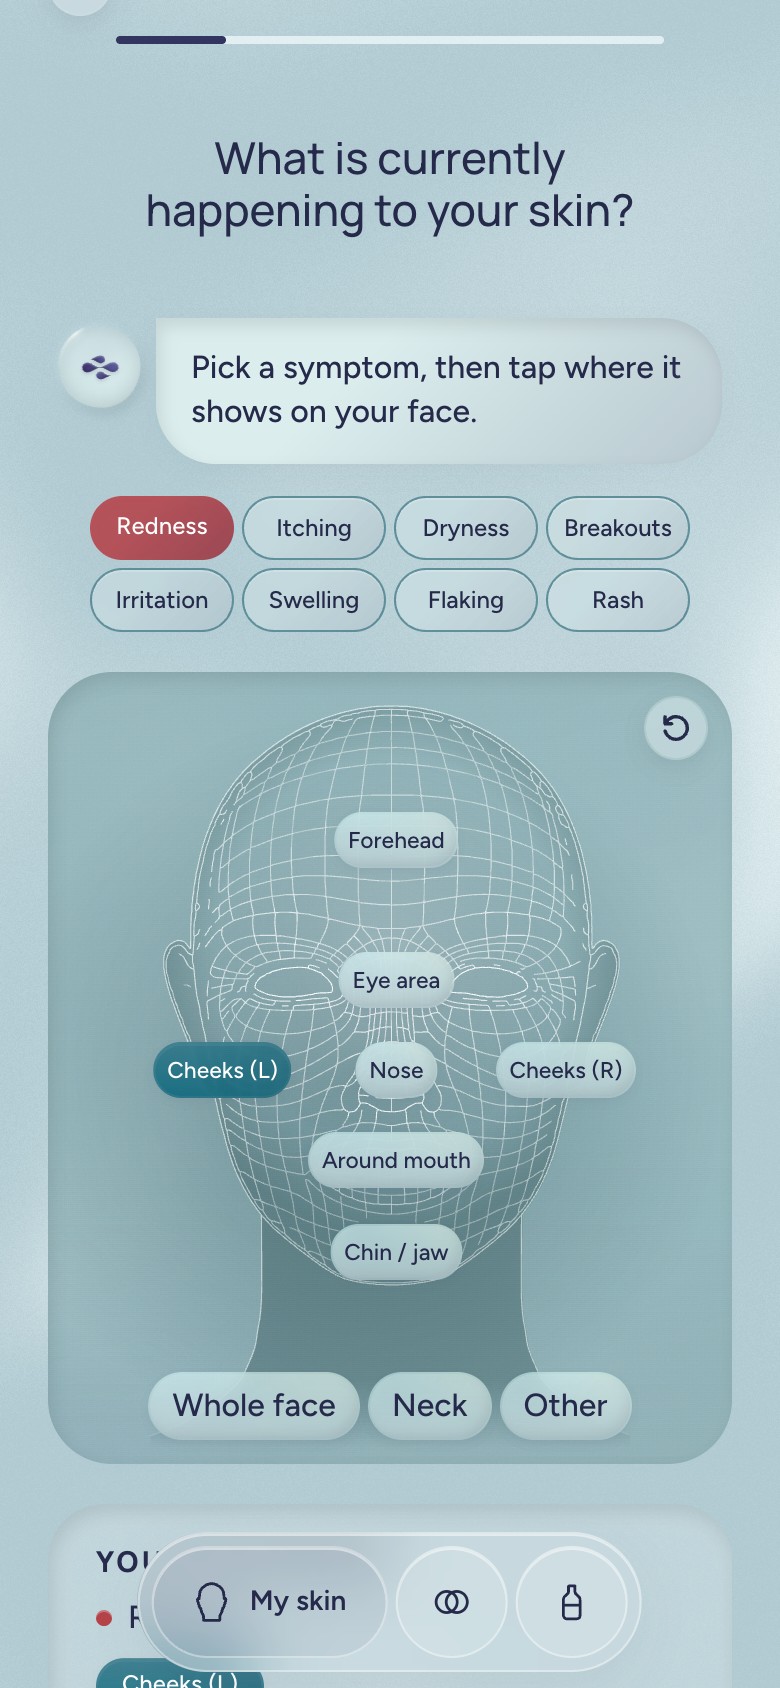 What is currently
happening to your skin?
Pick a symptom, then tap where it
shows on your face.
Redness Itching Dryness Breakouts
Irritation Swelling Flaking Rash
Forehead
Eye area
Cheeks (L) Nose Cheeks (R)
Around mouth
Chin / jaw
Whole face Neck Other
My skin
Cheeks (L)